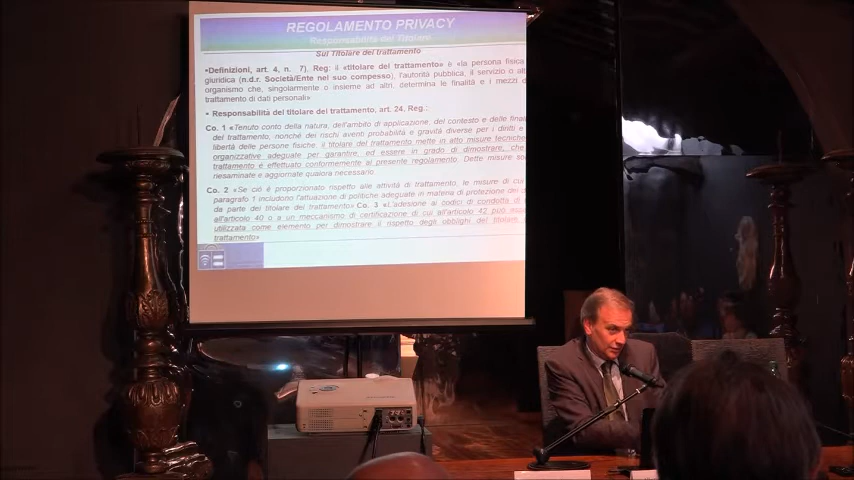 REGOLAMENTO PRIVACY
Responsabilità del Titolare
Sul Titolare del trattamento
•Definizioni, art. 4, n. 7), Reg: il «titolare del trattamento» è «la persona fisica
giuridica (n.d.r. Società/Ente nel suo compesso), l'autorità pubblica, il servizio o
organismo che, singolarmente o insieme ad altri, determina le finalità e i mezzi
trattamento di dati personali»
• Responsabilità del titolare del trattamento, art. 24, Reg.:
Co. 1 «Tenuto conto della natura, dell'ambito di applicazione, del contesto e delle
del trattamento, nonché dei rischi aventi probabilità e gravità diverse per i diritti e
libertà delle persone fisiche, il titolare del trattamento mette in atto misure tecniche
organizzative adeguate per garantire, ed essere in grado di dimostrare, che
trattamento è effettuato conformemente al presente regolamento. Dette misure
riesaminate e aggiornate qualora necessario
Co. 2 «Se ciò è proporzionato rispetto alle attività di trattamento, le misure di cui
paragrafo 1 includono l'attuazione di politiche adeguate in materia di protezione dei
da parte del titolare del trattamento» Co. 3 «L'adesione ai codici di condotta di
all'articolo 40 o a un meccanismo di certificazione di cui all'articolo 42 può
utilizzata come elemento per dimostrare il rispetto degli obblighi del titolare
trattamento»